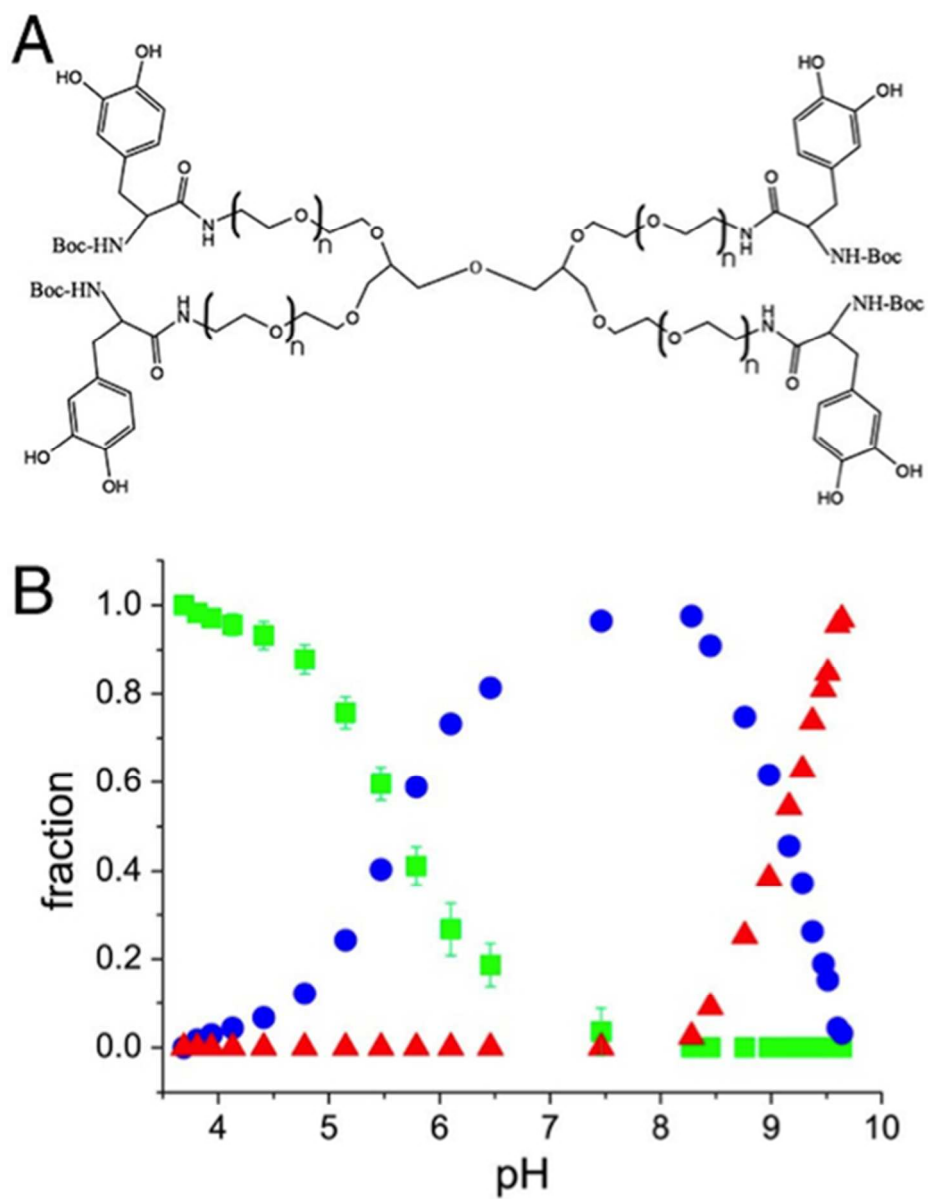 A
OH
HO
HO
OH
O
O
N
H
(
O
)
n
O
O
(
O
)
n
N
H
Boc-HN
NH-Boc
O
Boc-HN
H
N
(
O
)
n
O
O
(
O
)
n
H
N
NH-Boc
O
O
HO
OH
OH
HO
B
1.0
0.8
0.6
0.4
0.2
0.0
fraction
4 5 6 7 8 9 10
pH